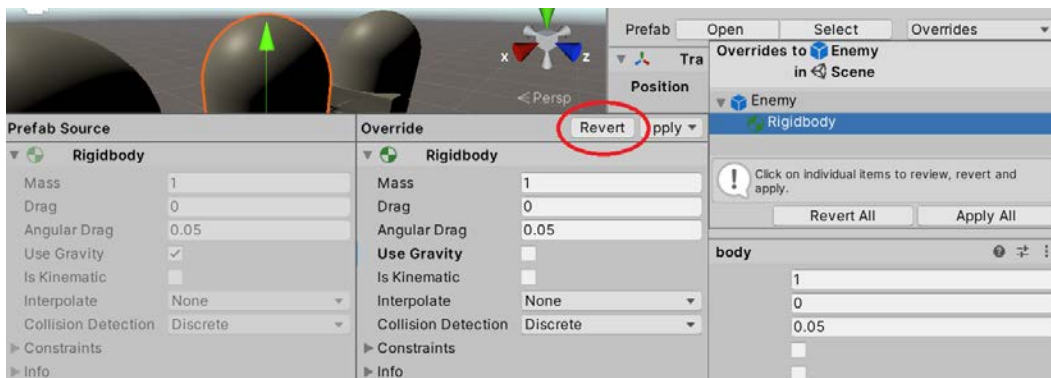 Prefab Open Select Overrides
x z
Tra
Overrides to Enemy
in Scene
Position
Persp
Enemy
Rigidbody
Prefab Source
Override Revert pply
Rigidbody
Rigidbody
Click on individual items to review, revert and
apply.
Mass 1
Mass 1
Drag 0
Drag 0
Revert All Apply All
Angular Drag 0.05
Angular Drag 0.05
Use Gravity
Use Gravity
body
Is Kinematic
Is Kinematic
1
Interpolate None
Interpolate None
0
Collision Detection Discrete
Collision Detection Discrete
0.05
Constraints
Constraints
Info
Info